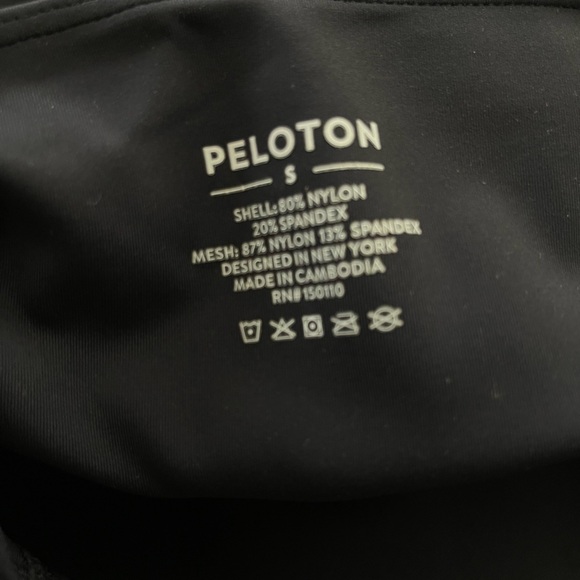 PELOTON
S
SHELL: 80% NYLON
20% SPANDEX
MESH: 87% NYLON 13% SPANDEX
DESIGNED IN NEW YORK
MADE IN CAMBODIA
RN# 150110